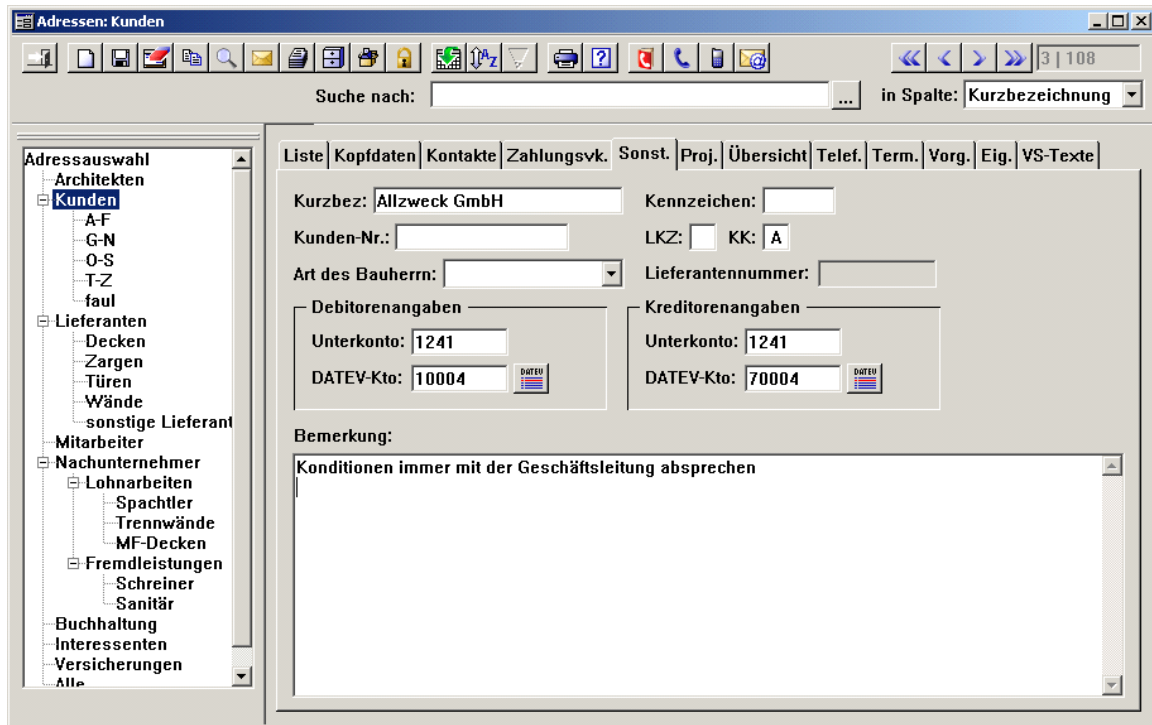 Adressen: Kunden
3 | 108
Suche nach: ... in Spalte: Kurzbezeichnung
Adressauswahl
Architekten
Kunden
A-F
G-N
O-S
T-Z
faul
Lieferanten
Decken
Zargen
Türen
Wände
sonstige Lieferant
Mitarbeiter
Nachunternehmer
Lohnarbeiten
Spachtler
Trennwände
MF-Decken
Fremdleistungen
Schreiner
Sanitär
Buchhaltung
Interessenten
Versicherungen
Alle
Liste Kopfdaten Kontakte Zahlungsvk. Sonst. Proj. Übersicht Telef. Term. Vorg. Eig. VS-Texte
Kurzbez: Allzweck GmbH Kennzeichen:
Kunden-Nr.: LKZ: KK: A
Art des Bauherrn: Lieferantennummer:
Debitorenangaben Kreditorenangaben
Unterkonto: 1241 Unterkonto: 1241
DATEV-Kto: 10004 DATEV DATEV-Kto: 70004 DATEV
Bemerkung:
Konditionen immer mit der Geschäftsleitung absprechen